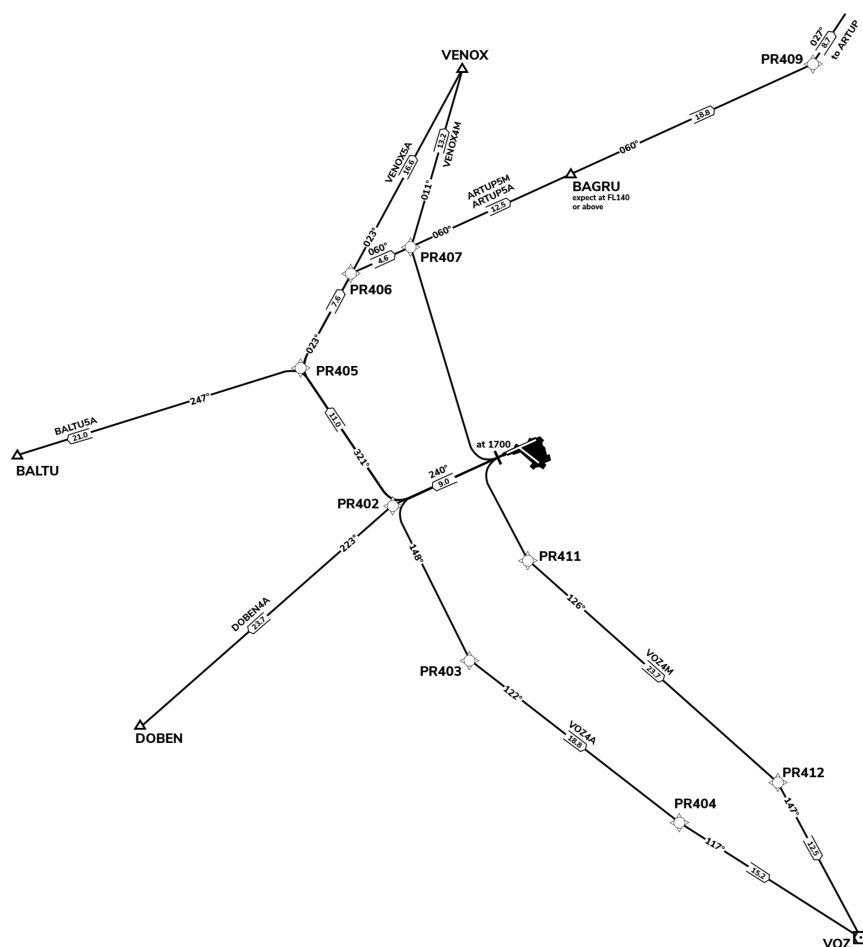 027°
8.7
to ARTUP
PR409
VENOX
18.8
060°
VENOX5A
16.6
13.2
VENOX4M
BAGRU
expect at FL140
or above
011°
ARTUP5M
ARTUP5A
12.5
060°
023°
060°
4.6
PR407
PR406
7.6
023°
PR405
247°
BALTU5A
21.0
BALTU
11.0
321°
at 1700
240°
9.0
PR402
223°
148°
PR411
126°
DOBEN4A
23.7
DOBEN
PR403
122°
VOZ4M
23.7
VOZ4A
18.8
PR412
147°
PR404
117°
12.5
15.2
VOZ